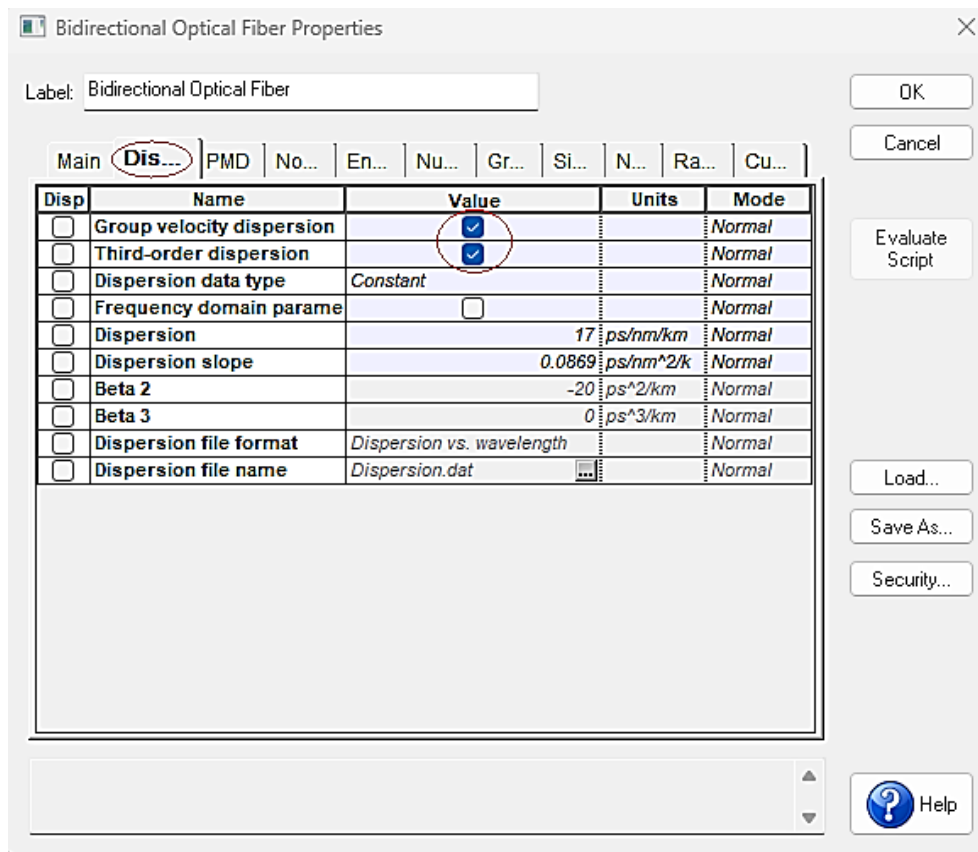 Bidirectional Optical Fiber Properties
Label: Bidirectional Optical Fiber
OK
Cancel
Main Dis... PMD No... En... Nu... Gr... Si... N... Ra... Cu...
Disp Name Value Units Mode
Group velocity dispersion Normal
Third-order dispersion Normal
Dispersion data type Constant Normal
Frequency domain parame Normal
Dispersion 17 ps/nm/km Normal
Dispersion slope 0.0869 ps/nm^2/k Normal
Beta 2 -20 ps^2/km Normal
Beta 3 0 ps^3/km Normal
Dispersion file format Dispersion vs. wavelength Normal
Dispersion file name Dispersion.dat ... Normal
Evaluate
Script
Load...
Save As...
Security...
Help